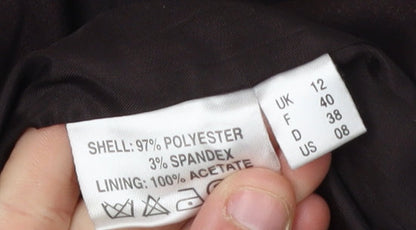 SHELL: 97% POLYESTER
3% SPANDEX
LINING: 100% ACETATE
UK 12
F 40
D 38
US 08